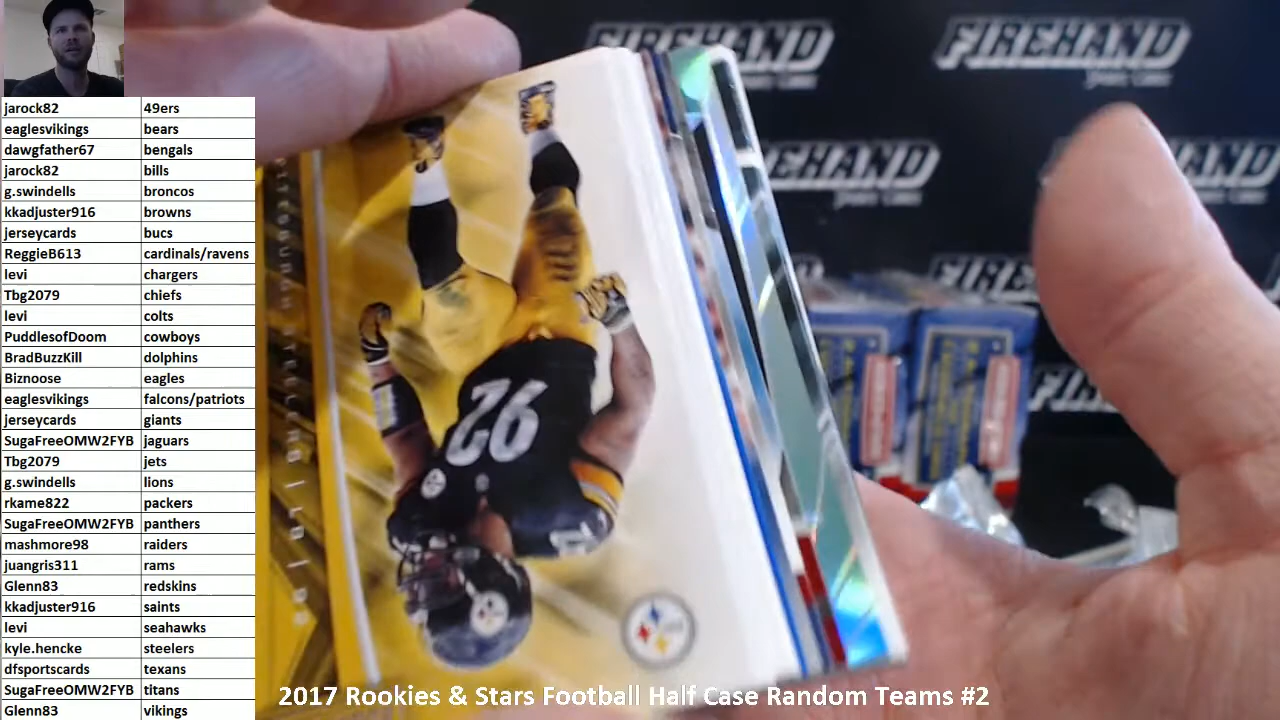 FIREHAND
FIREHAND
FIREHAND
FIREHAND
FIREHAND
jarock82 49ers
eaglesvikings bears
dawgfather67 bengals
jarock82 bills
g.swindells broncos
kkadjuster916 browns
jerseycards bucs
ReggieB613 cardinals/ravens
levi chargers
Tbg2079 chiefs
levi colts
PuddlesofDoom cowboys
BradBuzzKill dolphins
Biznoose eagles
eaglesvikings falcons/patriots
jerseycards giants
SugaFreeOMW2FYB jaguars
Tbg2079 jets
g.swindells lions
rkame822 packers
SugaFreeOMW2FYB panthers
mashmore98 raiders
juangris311 rams
Glenn83 redskins
kkadjuster916 saints
levi seahawks
kyle.hencke steelers
dfsportscards texans
SugaFreeOMW2FYB titans
Glenn83 vikings
92
2017 Rookies & Stars Football Half Case Random Teams #2